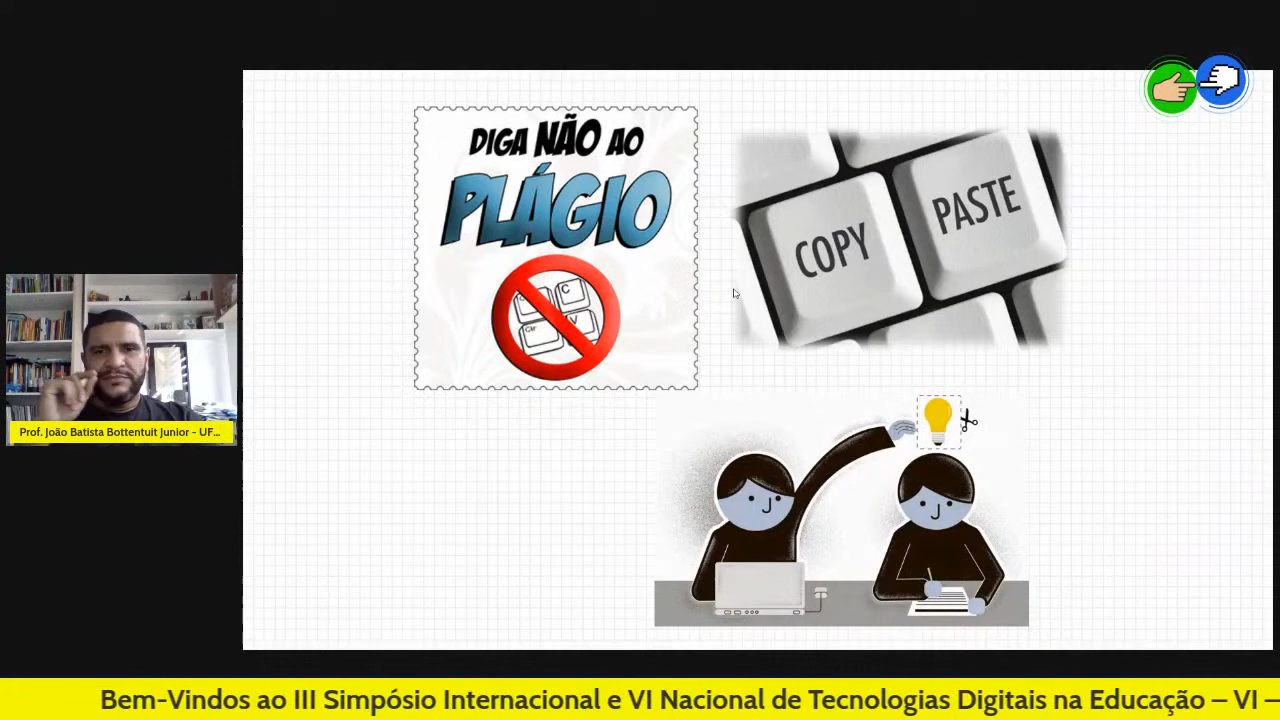 DIGA NÃO AO
PLÁGIO
C
Ctr
V
COPY
PASTE
Prof. João Batista Bottentuit Junior - UF...
Bem-Vindos ao III Simpósio Internacional e VI Nacional de Tecnologias Digitais na Educação – VI –